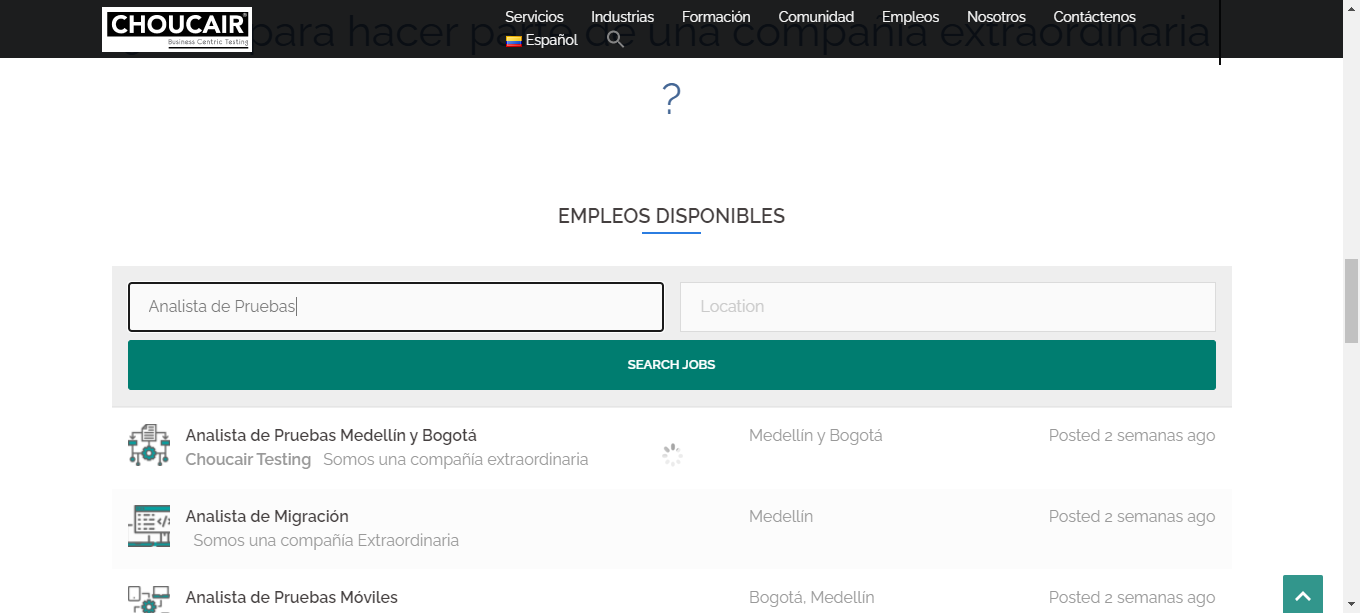 CHOUCAIR
Business Centric Testing
Servicios Industrias Formación Comunidad Empleos Nosotros Contáctenos
Español
para hacer parte de una compañía extraordinaria
?
EMPLEOS DISPONIBLES
Analista de Pruebas Location
SEARCH JOBS
Analista de Pruebas Medellín y Bogotá Medellín y Bogotá Posted 2 semanas ago
Choucair Testing Somos una compañía extraordinaria
Analista de Migración Medellín Posted 2 semanas ago
Somos una compañía Extraordinaria
Analista de Pruebas Móviles Bogotá, Medellín Posted 2 semanas ago